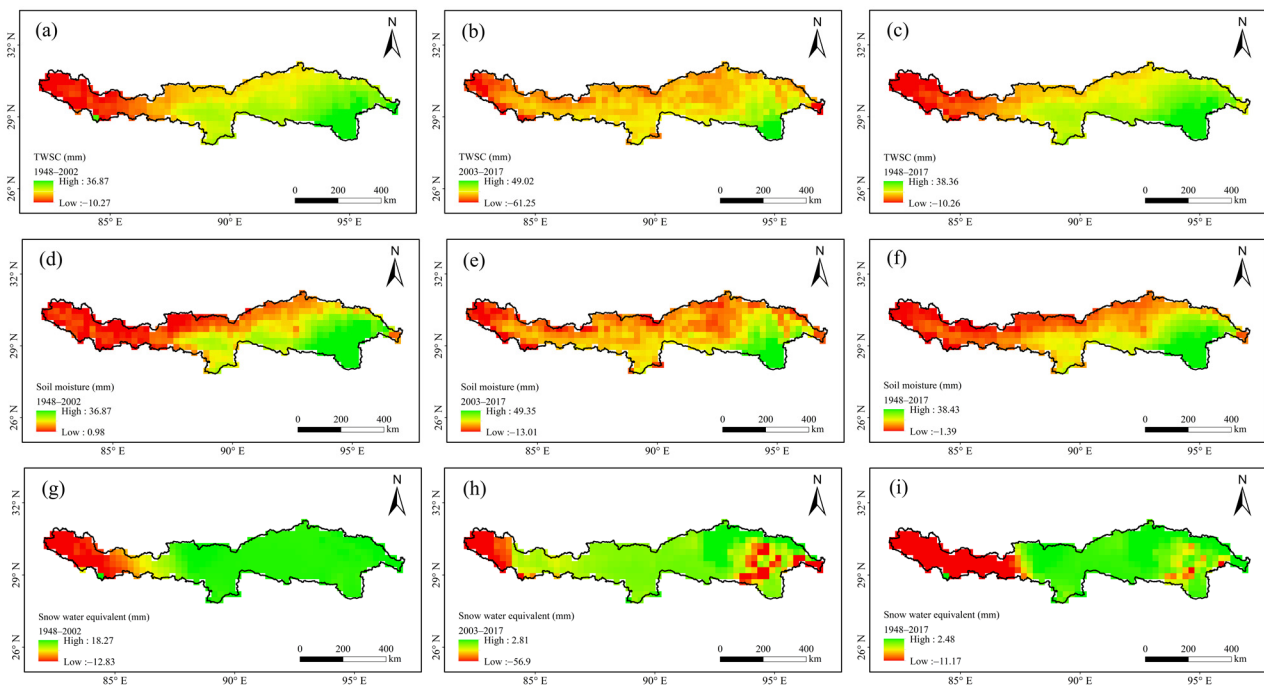 (a)
N
32° N
29° N
26° N
TWSC (mm)
1948–2002
High : 36.87
Low :−10.27
0 200 400
km
85° E 90° E 95° E
(b)
N
TWSC (mm)
2003–2017
High : 49.02
Low :−61.25
0 200 400
km
85° E 90° E 95° E
(c)
N
32° N
29° N
26° N
TWSC (mm)
1948–2017
High : 38.36
Low :−10.26
0 200 400
km
85° E 90° E 95° E
(d)
N
32° N
29° N
26° N
Soil moisture (mm)
1948–2002
High : 36.87
Low : 0.98
0 200 400
km
85° E 90° E 95° E
(e)
N
Soil moisture (mm)
2003–2017
High : 49.35
Low :−13.01
0 200 400
km
85° E 90° E 95° E
(f)
N
32° N
29° N
26° N
Soil moisture (mm)
1948–2017
High : 38.43
Low :−1.39
0 200 400
km
85° E 90° E 95° E
(g)
N
32° N
29° N
26° N
Snow water equivalent (mm)
1948–2002
High : 18.27
Low :−12.83
0 200 400
km
85° E 90° E 95° E
(h)
N
Snow water equivalent (mm)
2003–2017
High : 2.81
Low :−56.9
0 200 400
km
85° E 90° E 95° E
(i)
N
32° N
29° N
26° N
Snow water equivalent (mm)
1948–2017
High : 2.48
Low :−11.17
0 200 400
km
85° E 90° E 95° E